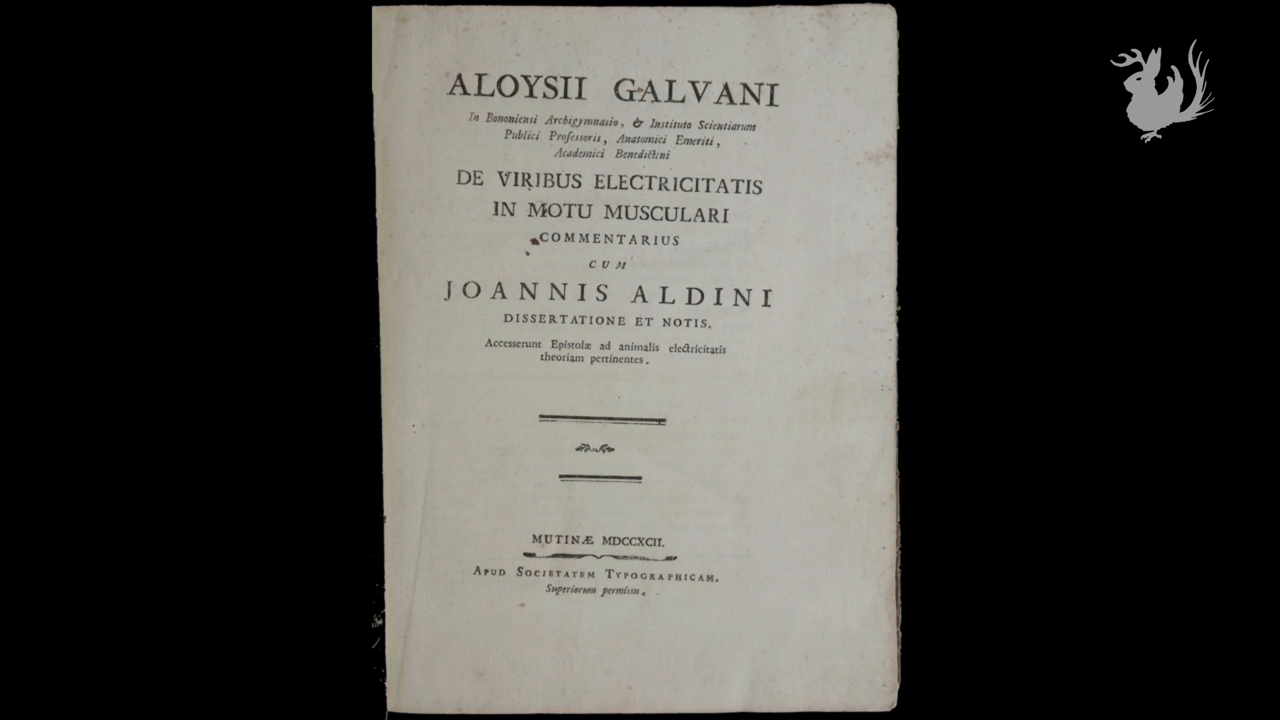 ALOYSII GALVANI
In Bononiensi Archigymnasio, & Instituto Scientiarum
Publici Professoris, Anatomici Emeriti,
Academici Benedictini
DE VIRIBUS ELECTRICITATIS
IN MOTU MUSCULARI
COMMENTARIUS
CUM
JOANNIS ALDINI
DISSERTATIONE ET NOTIS.
Accesserunt Epistolæ ad animalis electricitatis
theoriam pertinentes.
MUTINÆ MDCCXCII.
APUD SOCIETATEM TYPOGRAPHICAM.
Superiorum permissu.